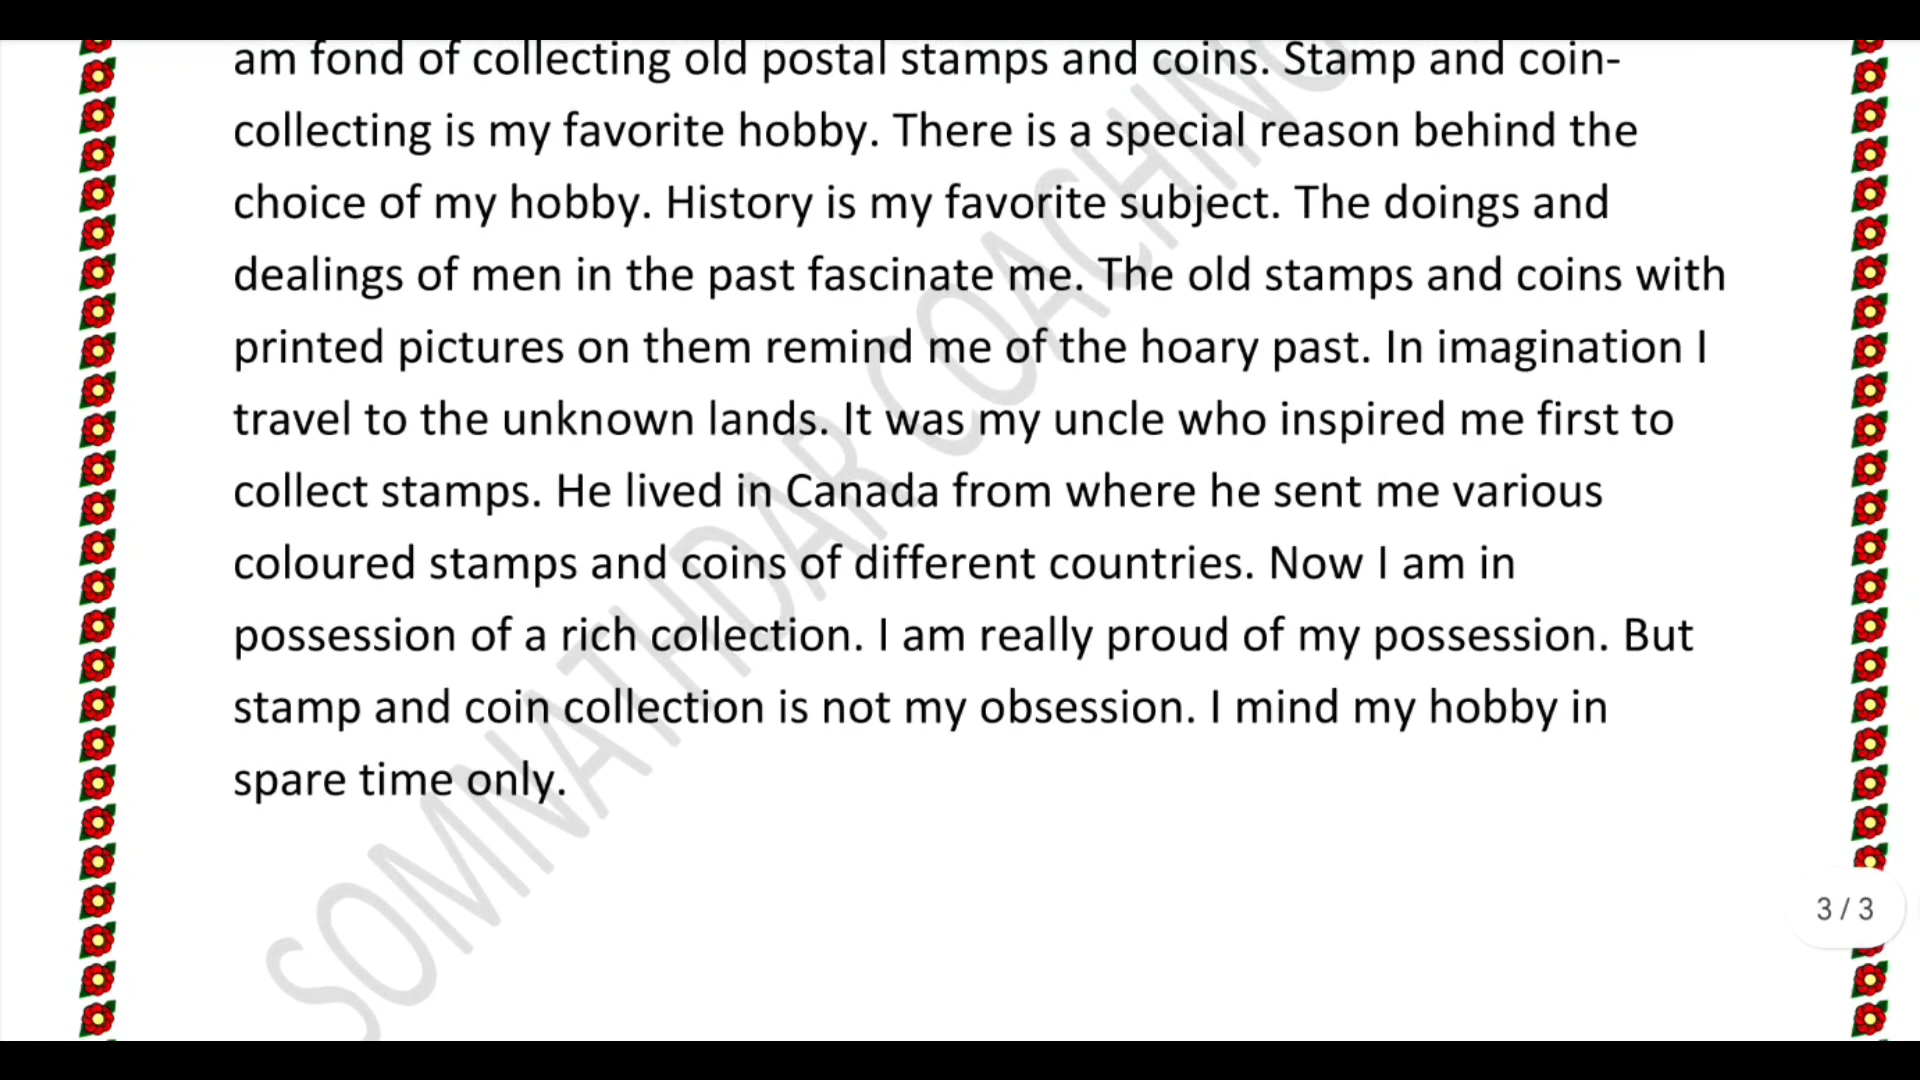 am fond of collecting old postal stamps and coins. Stamp and coin-
collecting is my favorite hobby. There is a special reason behind the
choice of my hobby. History is my favorite subject. The doings and
dealings of men in the past fascinate me. The old stamps and coins with
printed pictures on them remind me of the hoary past. In imagination I
travel to the unknown lands. It was my uncle who inspired me first to
collect stamps. He lived in Canada from where he sent me various
coloured stamps and coins of different countries. Now I am in
possession of a rich collection. I am really proud of my possession. But
stamp and coin collection is not my obsession. I mind my hobby in
spare time only.
SOMNATHDAR COACHING
3 / 3